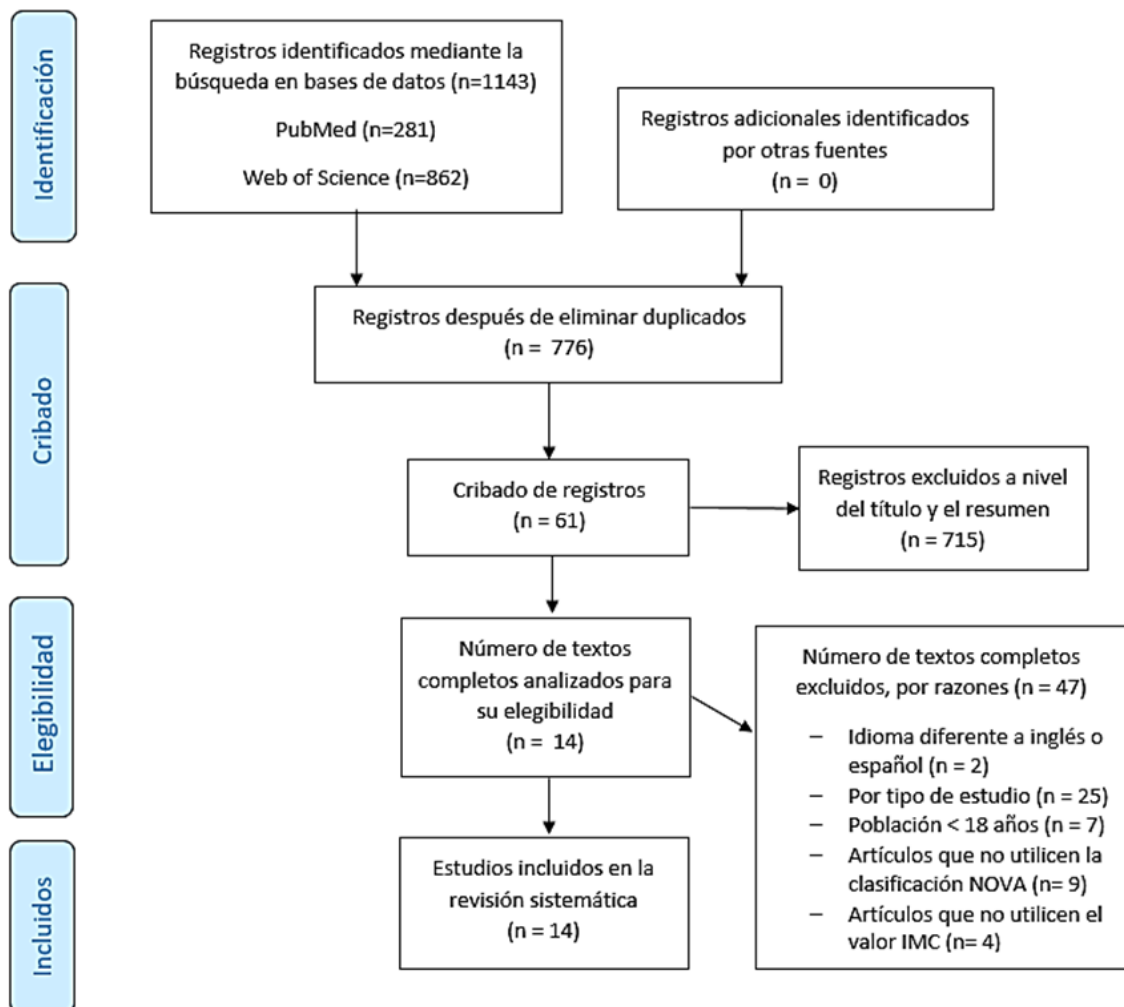 Identificación
Registros identificados mediante la
búsqueda en bases de datos (n=1143)
PubMed (n=281)
Web of Science (n=862)
Registros adicionales identificados
por otras fuentes
(n = 0)
Cribado
Registros después de eliminar duplicados
(n = 776)
Cribado de registros
(n = 61)
Registros excluidos a nivel
del título y el resumen
(n = 715)
Elegibilidad
Número de textos
completos analizados para
su elegibilidad
(n = 14)
Número de textos completos
excluidos, por razones (n = 47)
– Idioma diferente a inglés o
español (n = 2)
– Por tipo de estudio (n = 25)
– Población < 18 años (n = 7)
– Artículos que no utilicen la
clasificación NOVA (n= 9)
– Artículos que no utilicen el
valor IMC (n= 4)
Incluidos
Estudios incluidos en la
revisión sistemática
(n = 14)